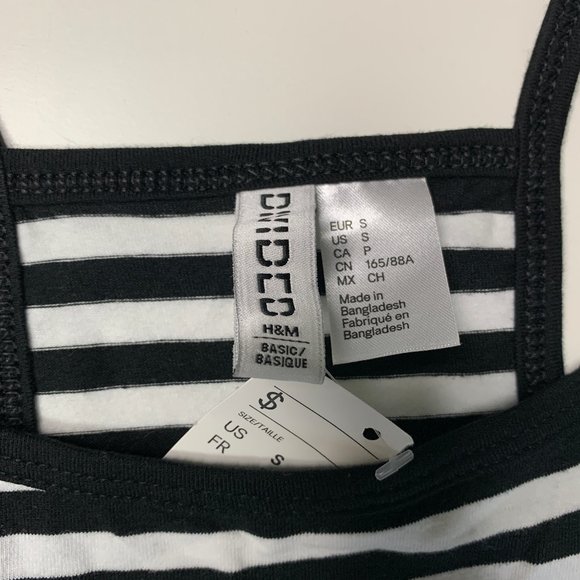 DIVIDED
H&M
BASIC/
BASIQUE
EUR S
US S
CA P
CN 165/88A
MX CH
Made in
Bangladesh
Fabriqué en
Bangladesh
$
SIZE/TAILLE
US S
FR